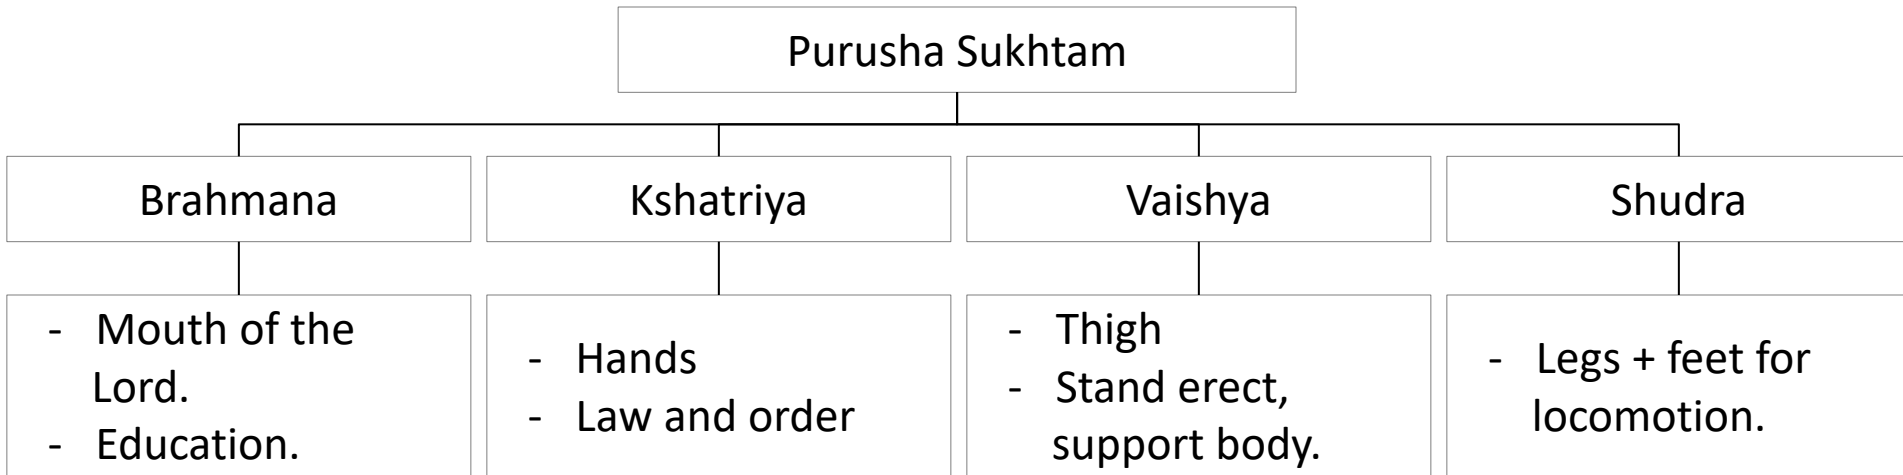 Purusha Sukhtam
Brahmana
Kshatriya
Vaishya
Shudra
- Mouth of the
Lord.
- Education.
- Hands
- Law and order
- Thigh
- Stand erect,
support body.
- Legs + feet for
locomotion.